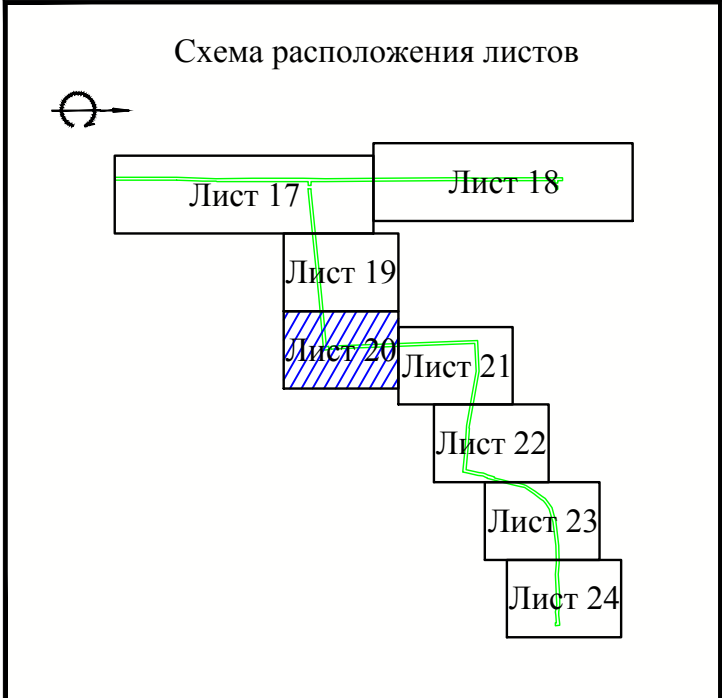 Схема расположения листов
Лист 17
Лист 18
Лист 19
Лист 20
Лист 21
Лист 22
Лист 23
Лист 24